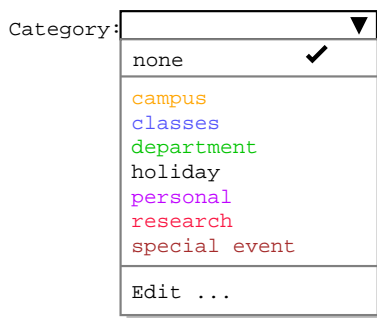 Category:
none
campus
classes
department
holiday
personal
research
special event
Edit ...